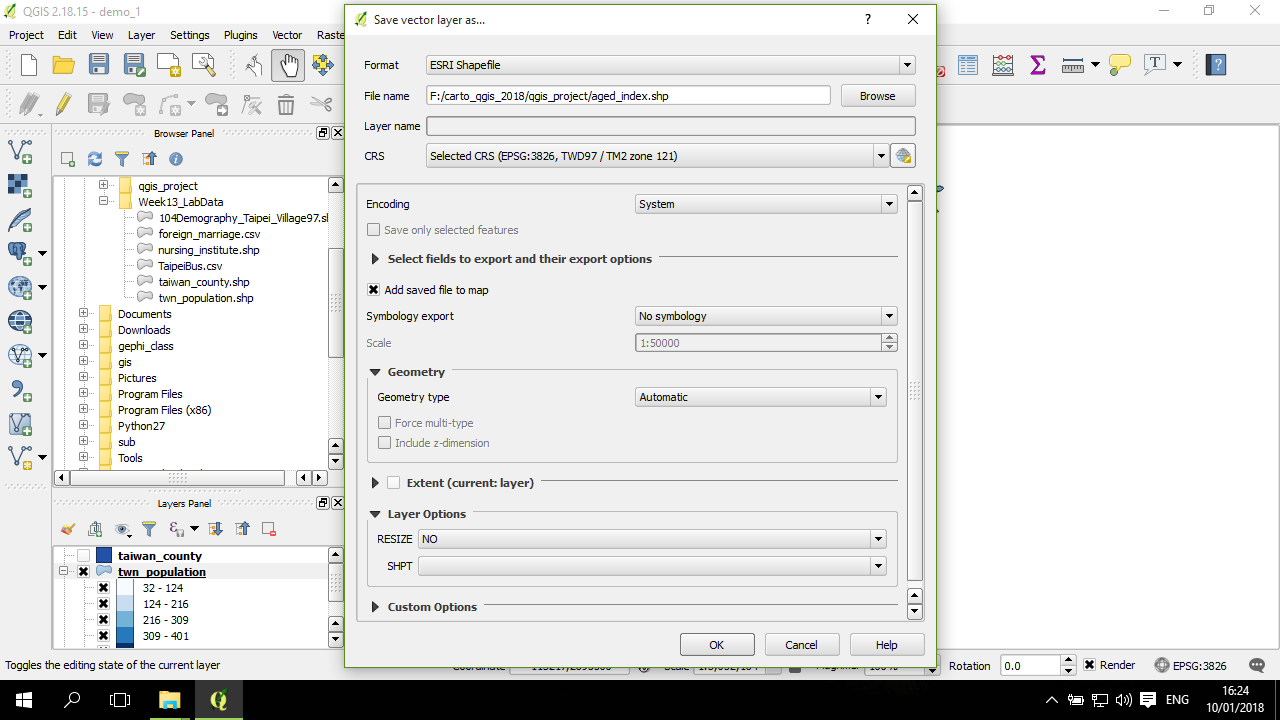 QGIS 2.18.15 - demo_1
Project Edit View Layer Settings Plugins Vector Raste
Save vector layer as...
Format ESRI Shapefile
File name F:/carto_qgis_2018/qgis_project/aged_index.shp Browse
Layer name
CRS Selected CRS (EPSG:3826, TWD97 / TM2 zone 121)
Encoding System
Save only selected features
Select fields to export and their export options
Add saved file to map
Symbology export No symbology
Scale 1:50000
Geometry
Geometry type Automatic
Force multi-type
Include z-dimension
Extent (current: layer)
Layer Options
RESIZE NO
SHPT
Custom Options
OK Cancel Help
Browser Panel
qgis_project
Week13_LabData
104Demography_Taipei_Village97.sl
foreign_marriage.csv
nursing_institute.shp
TaipeiBus.csv
taiwan_county.shp
twn_population.shp
Documents
Downloads
gephi_class
gis
Pictures
Program Files
Program Files (x86)
Python27
sub
Tools
Layers Panel
taiwan_county
twn_population
32 - 124
124 - 216
216 - 309
309 - 401
Toggles the editing state of the current layer
Rotation 0.0 Render EPSG:3826
ENG
16:24
10/01/2018